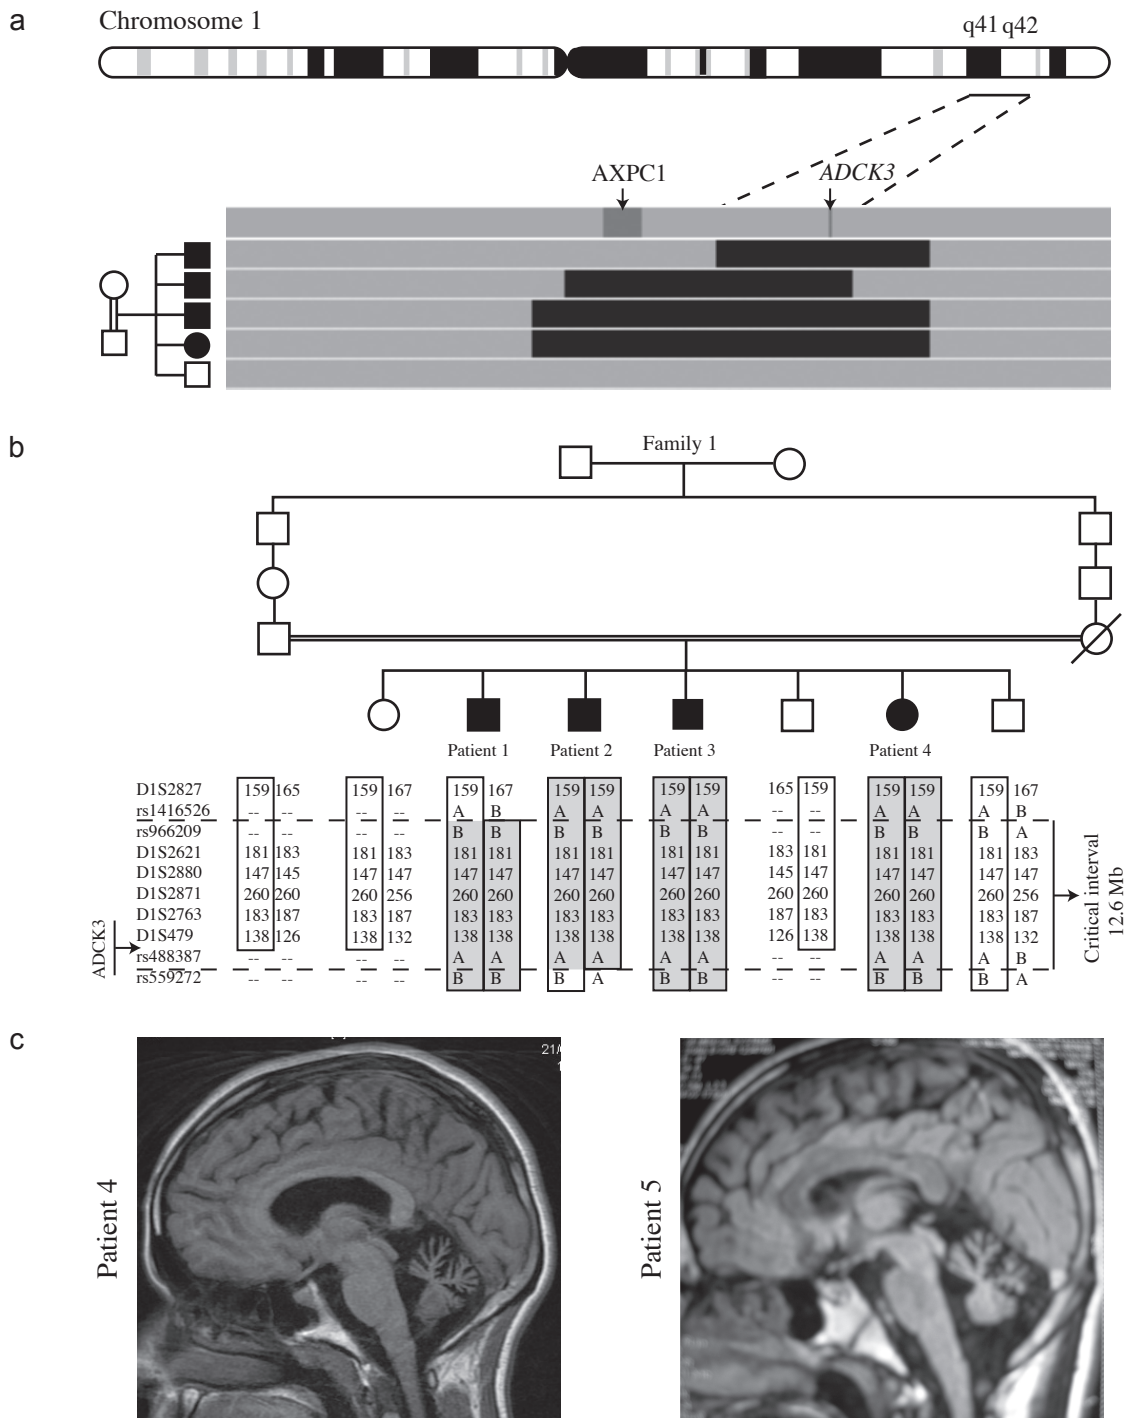 a
Chromosome 1
q41 q42
AXPC1
ADCK3
b
Family 1
Patient 1 Patient 2 Patient 3 Patient 4
D1S2827 159 165 159 167 159 167 159 159 159 159 165 159 159 159 159 167
rs1416526 -- -- -- -- A B A A A A -- -- A A A B
rs966209 -- -- -- -- B B B B B B -- -- B B B A
D1S2621 181 183 181 183 181 181 181 181 181 181 183 181 181 181 181 183
D1S2880 147 145 147 147 147 147 147 147 147 147 145 147 147 147 147 147
D1S2871 260 260 260 256 260 260 260 260 260 260 260 260 260 260 260 256
D1S2763 183 187 183 187 183 183 183 183 183 183 187 183 183 183 183 187
D1S479 138 126 138 132 138 138 138 138 138 138 126 138 138 138 138 132
rs488387 -- -- -- -- A A A A A A -- -- A A A B
rs559272 -- -- -- -- B B B A B B -- -- B B B A
ADCK3
Critical interval
12.6 Mb
c
Patient 4
21/
Patient 5